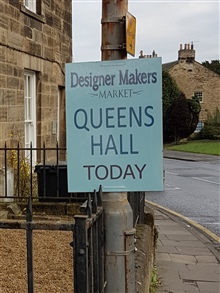 Designer Makers
MARKET
QUEENS
HALL
TODAY